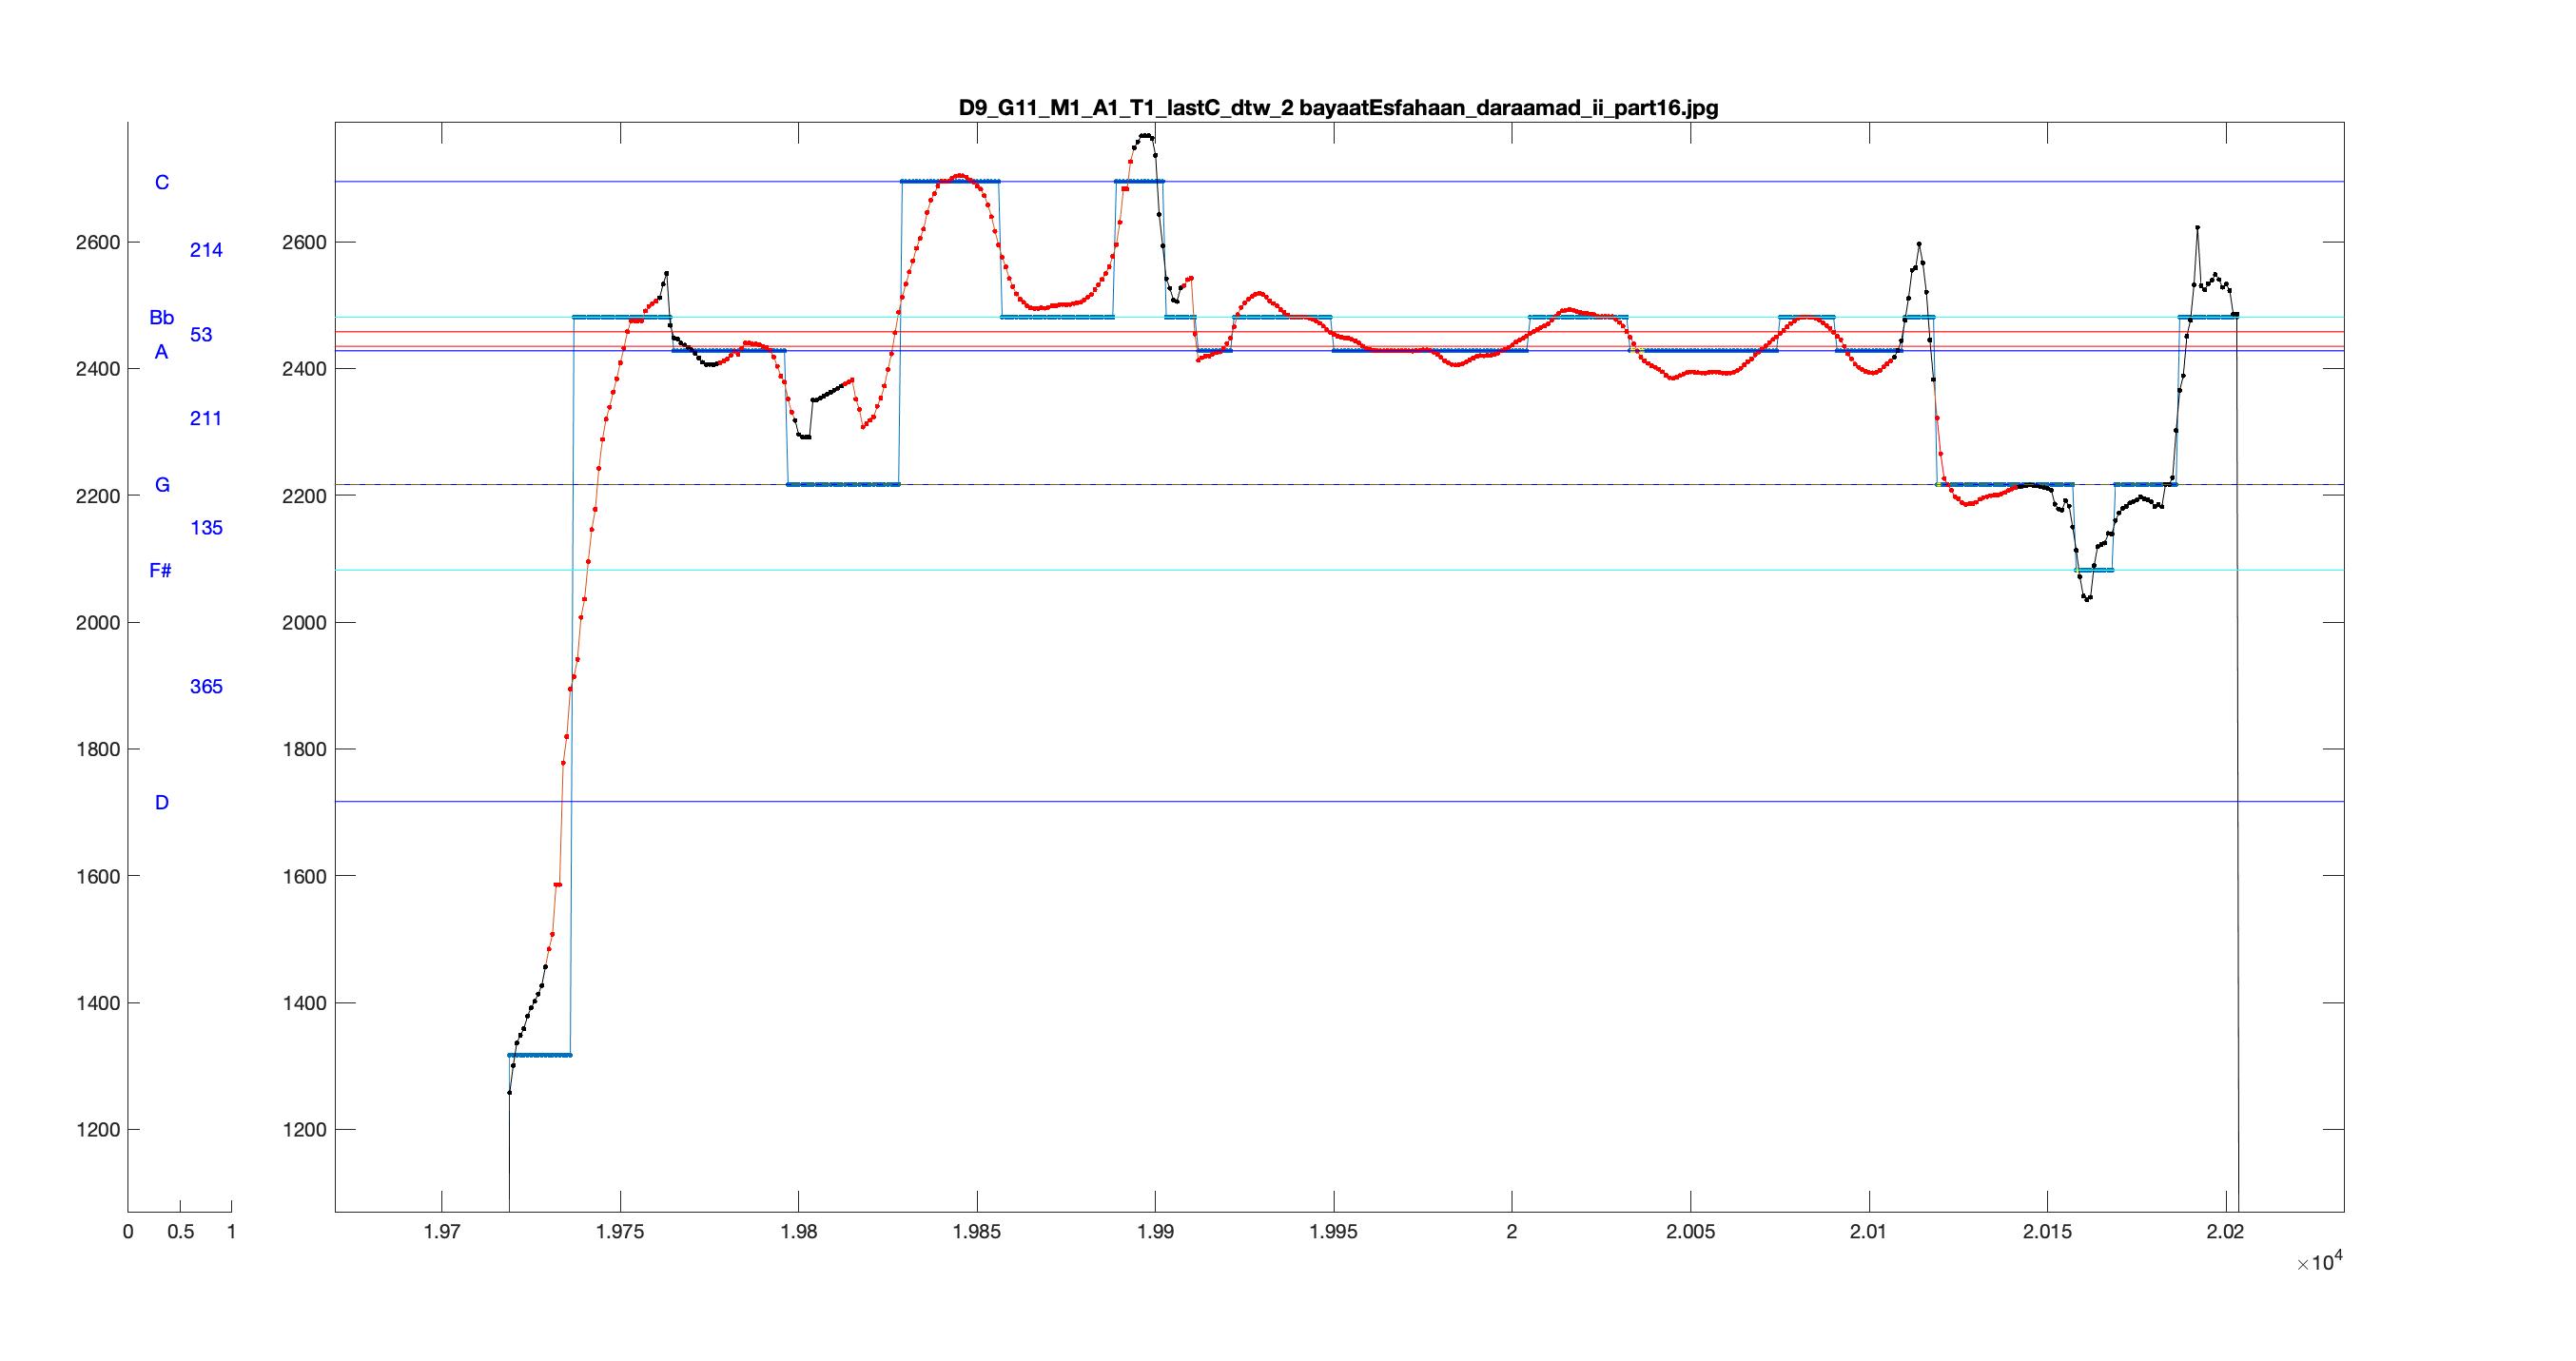 D9_G11_M1_A1_T1_lastC_dtw_2 bayaatEsfahaan_daraamad_ii_part16.jpg
C
2600
214
2600
Bb
53
A
2400
2400
211
G
2200
2200
135
F#
2000
2000
365
1800
1800
D
1600
1600
1400
1400
1200
1200
0 0.5 1
1.97 1.975 1.98 1.985 1.99 1.995 2 2.005 2.01 2.015 2.02
×10⁴